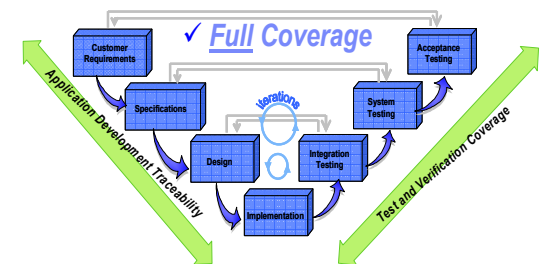 ✓ Full Coverage
Customer
Requirements
Acceptance
Testing
Specifications
System
Testing
iterations
Design
Integration
Testing
Implementation
Application Development Traceability
Test and Verification Coverage